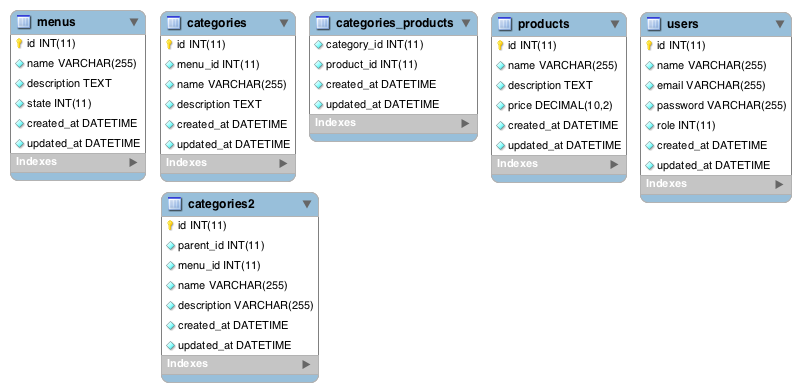 menus
id INT(11)
name VARCHAR(255)
description TEXT
state INT(11)
created_at DATETIME
updated_at DATETIME
Indexes
categories
id INT(11)
menu_id INT(11)
name VARCHAR(255)
description TEXT
created_at DATETIME
updated_at DATETIME
Indexes
categories_products
category_id INT(11)
product_id INT(11)
created_at DATETIME
updated_at DATETIME
Indexes
products
id INT(11)
name VARCHAR(255)
description TEXT
price DECIMAL(10,2)
created_at DATETIME
updated_at DATETIME
Indexes
users
id INT(11)
name VARCHAR(255)
email VARCHAR(255)
password VARCHAR(255)
role INT(11)
created_at DATETIME
updated_at DATETIME
Indexes
categories2
id INT(11)
parent_id INT(11)
menu_id INT(11)
name VARCHAR(255)
description VARCHAR(255)
created_at DATETIME
updated_at DATETIME
Indexes